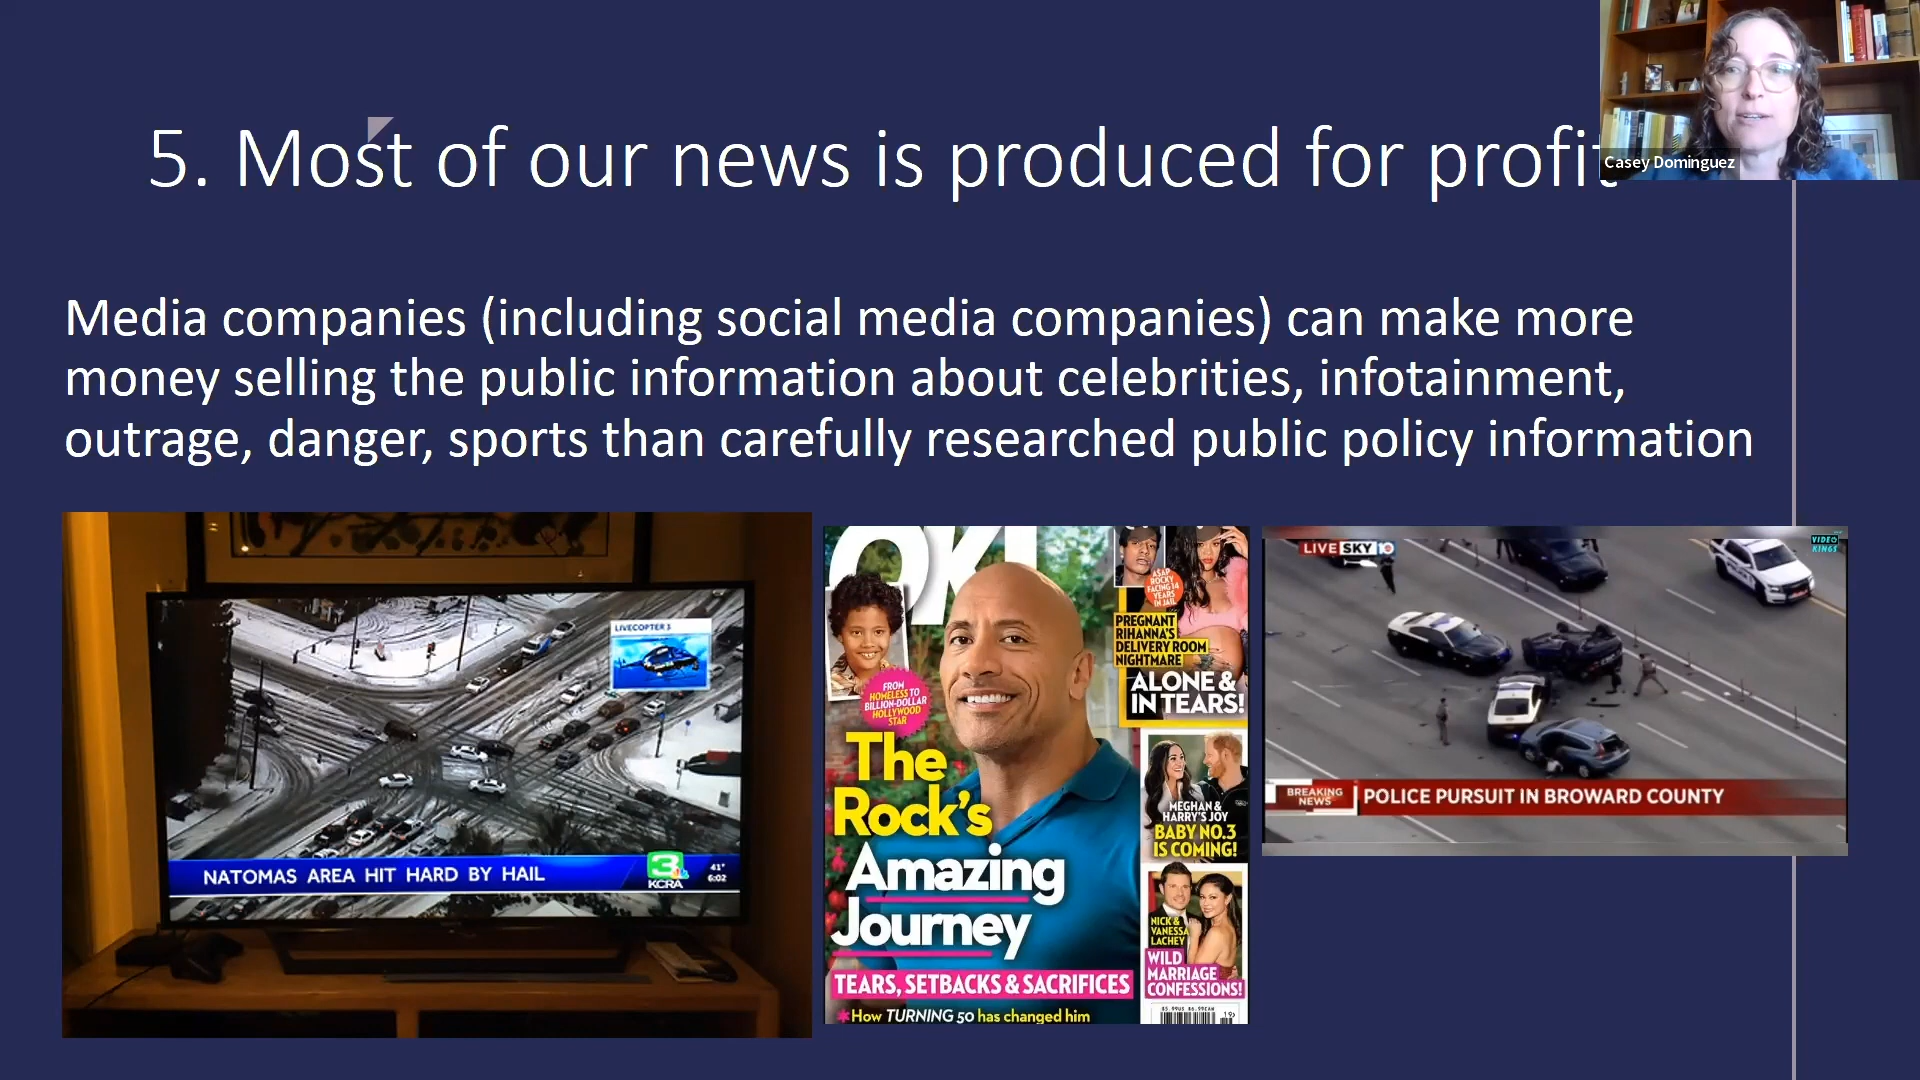 5. Most of our news is produced for profit
Casey Dominguez
Media companies (including social media companies) can make more
money selling the public information about celebrities, infotainment,
outrage, danger, sports than carefully researched public policy information
LIVECOPTER 3
NATOMAS AREA HIT HARD BY HAIL
3
KCRA
41°
6:02
OK!
FROM
HOMELESS TO
BILLION-DOLLAR
HOLLYWOOD
STAR
The
Rock's
Amazing
Journey
TEARS, SETBACKS & SACRIFICES
*How TURNING 50 has changed him
A$AP
ROCKY
FACING 14
YEARS
IN JAIL
PREGNANT
RIHANNA'S
DELIVERY ROOM
NIGHTMARE
ALONE &
IN TEARS!
MEGHAN &
HARRY'S JOY
BABY NO.3
IS COMING!
NICK &
VANESSA
LACHEY
WILD
MARRIAGE
CONFESSIONS!
LIVE SKY 10
VIDEO
KINGS
BREAKING
NEWS
POLICE PURSUIT IN BROWARD COUNTY